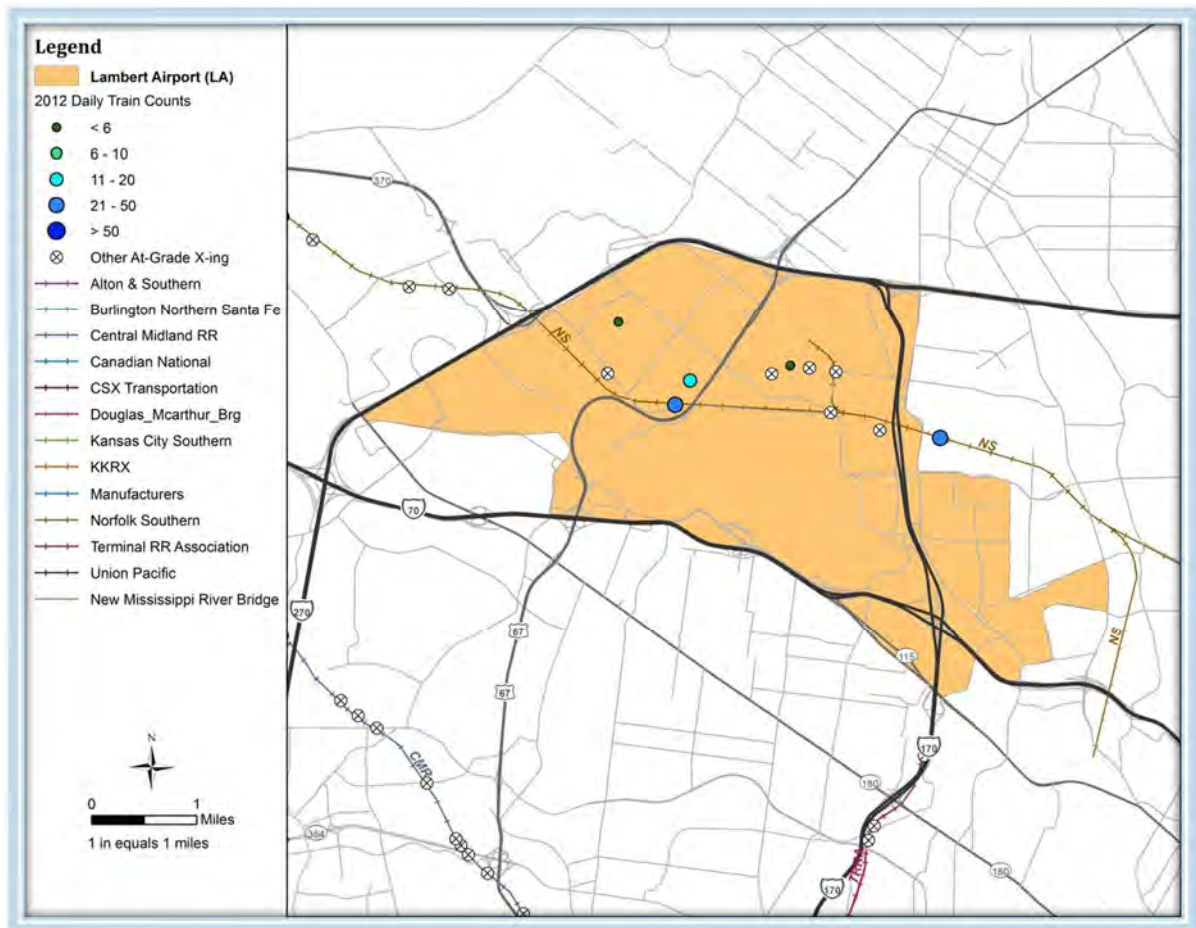 Legend
Lambert Airport (LA)
2012 Daily Train Counts
< 6
6 - 10
11 - 20
21 - 50
> 50
Other At-Grade X-ing
Alton & Southern
Burlington Northern Santa Fe
Central Midland RR
Canadian National
CSX Transportation
Douglas_Mcarthur_Brg
Kansas City Southern
KKRX
Manufacturers
Norfolk Southern
Terminal RR Association
Union Pacific
New Mississippi River Bridge
N
0 1
Miles
1 in equals 1 miles
370
NS
NS
70
270
67
115
NS
67
CMR
170
180
364
TRRA
180
170